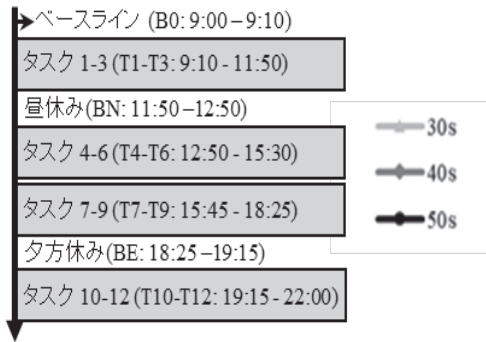 ベースライン (B0: 9:00–9:10)
タスク 1-3 (T1-T3: 9:10 - 11:50)
昼休み(BN: 11:50–12:50)
タスク 4-6 (T4-T6: 12:50 - 15:30)
タスク 7-9 (T7-T9: 15:45 - 18:25)
夕方休み(BE: 18:25–19:15)
タスク 10-12 (T10-T12: 19:15 - 22:00)
30s
40s
50s